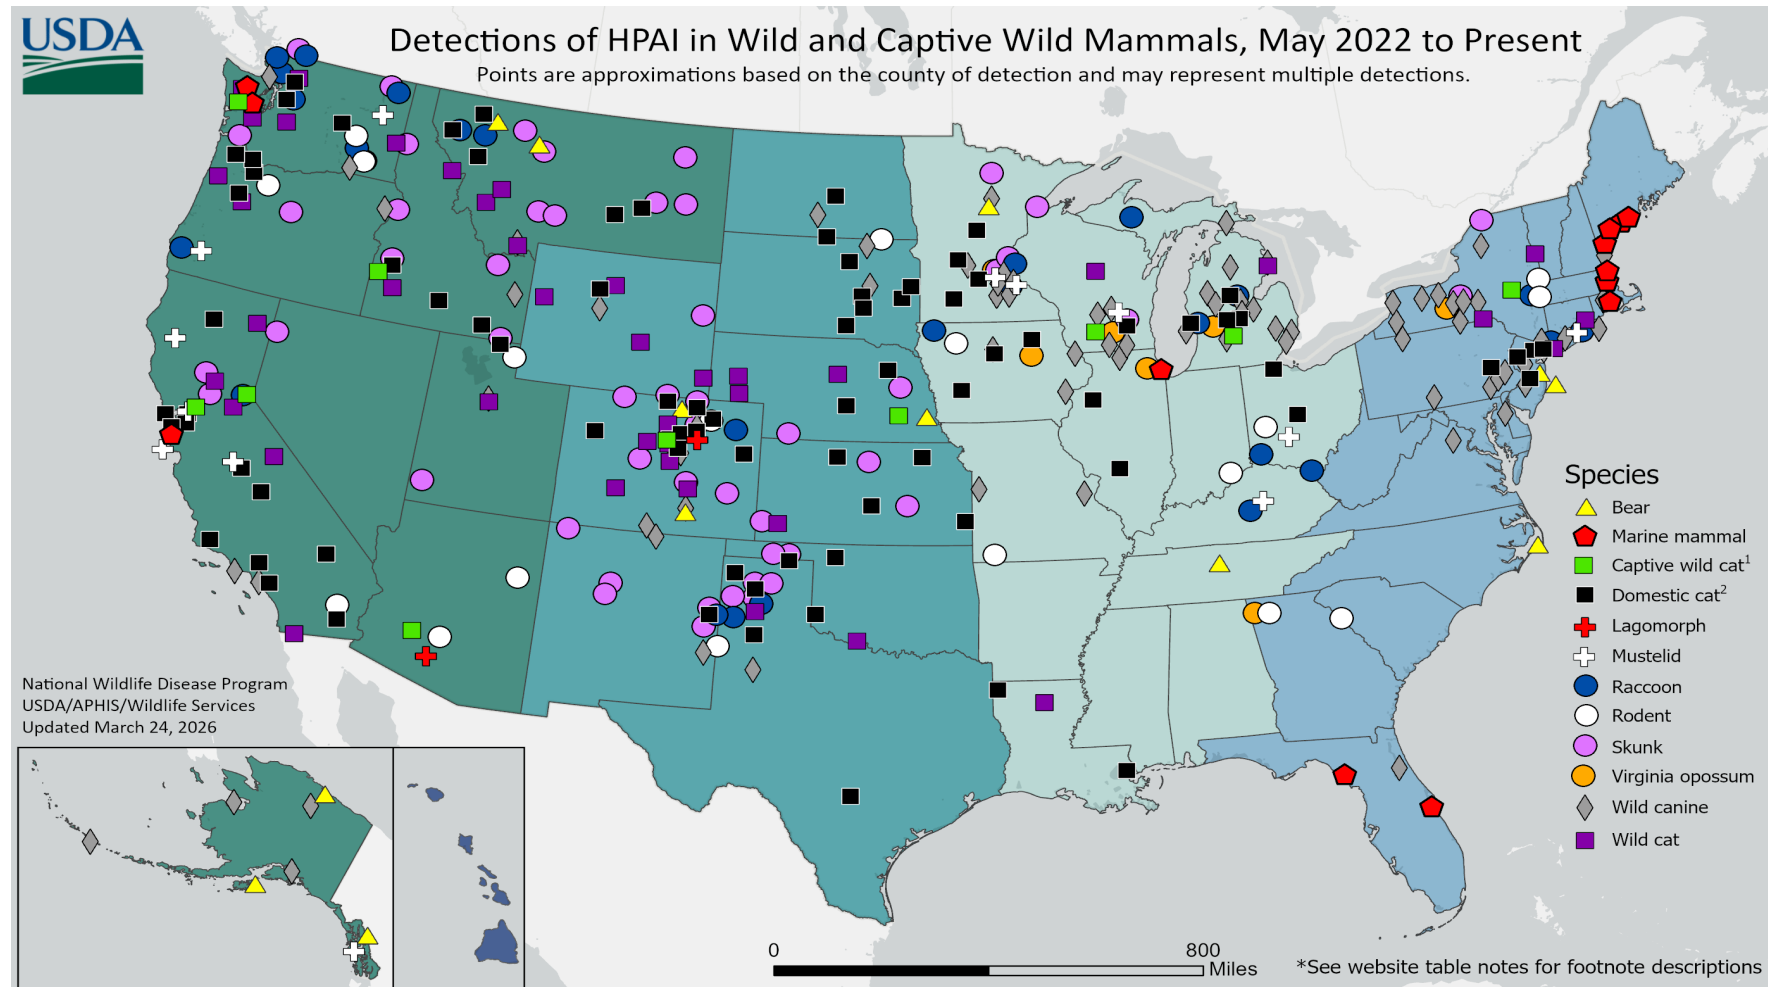 USDA
Detections of HPAI in Wild and Captive Wild Mammals, May 2022 to Present
Points are approximations based on the county of detection and may represent multiple detections.
Species
Bear
Marine mammal
Captive wild cat1
Domestic cat2
Lagomorph
Mustelid
Raccoon
Rodent
Skunk
Virginia opossum
Wild canine
Wild cat
National Wildlife Disease Program
USDA/APHIS/Wildlife Services
Updated March 24, 2026
0 800
Miles
*See website table notes for footnote descriptions